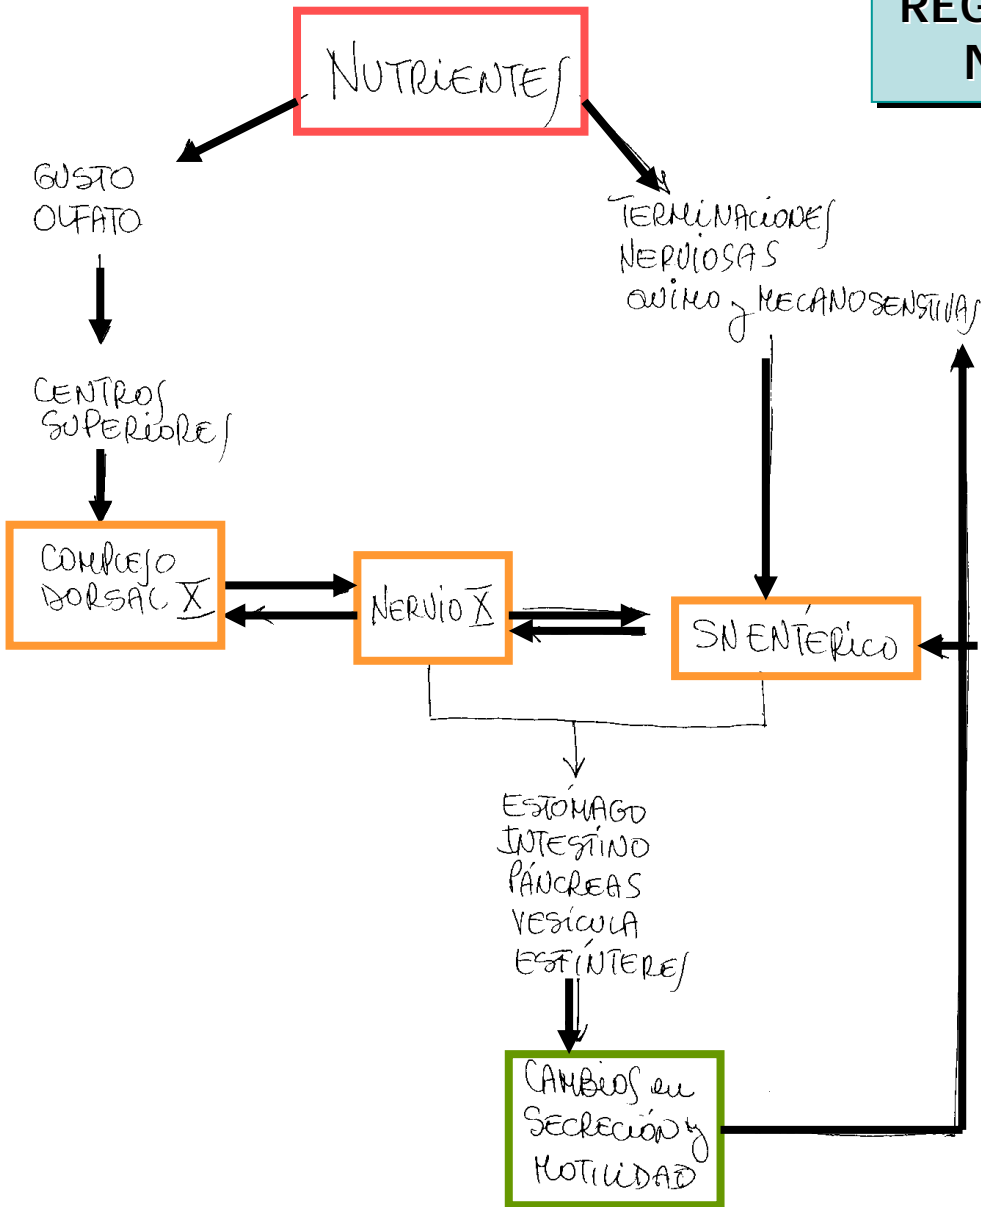 REG
N
NUTRIENTES
GUSTO
OLFATO
TERMINACIONES
NERVIOSAS
QUIMO y MECANOSENSTIVAS
CENTROS
SUPERIORES
COMPLEJO
DORSAL X
NERVIO X
SN ENTÉRICO
ESTÓMAGO
INTESTINO
PÁNCREAS
VESÍCULA
ESFÍNTERES
CAMBIOS en
SECRECIÓN y
MOTILIDAD